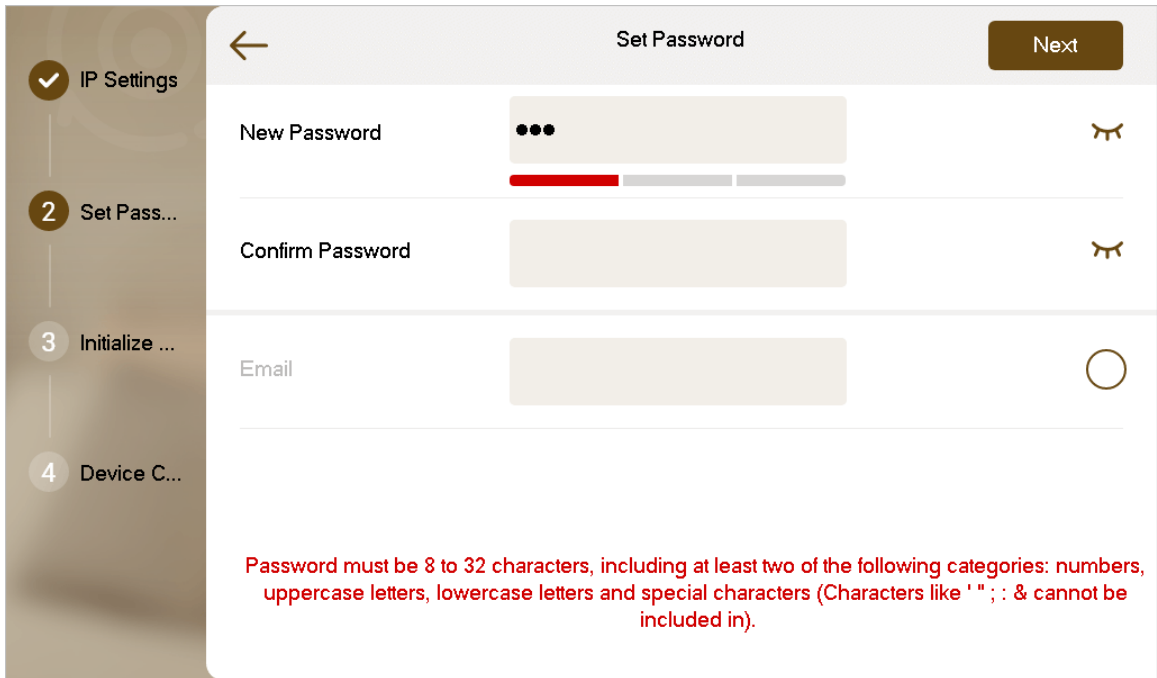 Set Password
Next
IP Settings
New Password
●●●
2 Set Pass...
Confirm Password
3 Initialize ...
Email
4 Device C...
Password must be 8 to 32 characters, including at least two of the following categories: numbers,
uppercase letters, lowercase letters and special characters (Characters like ' " ; : & cannot be
included in).